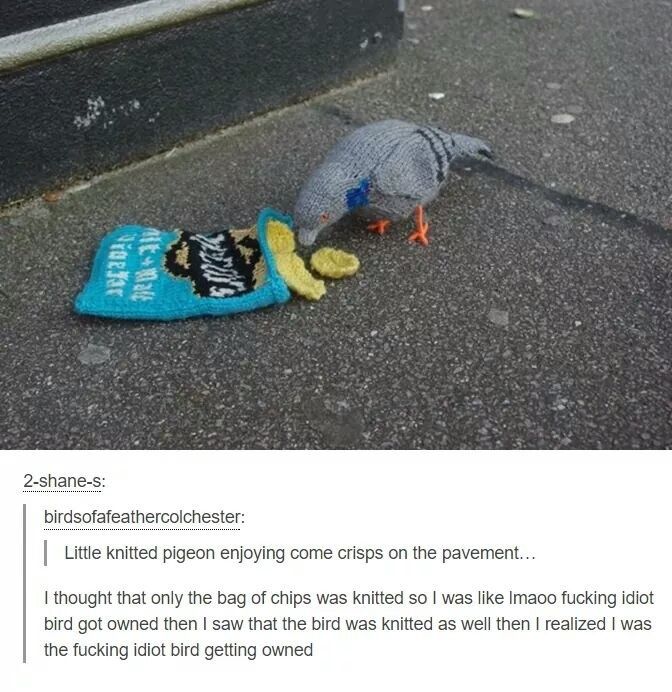 2-shane-s:
birdsofafeathercolchester:
Little knitted pigeon enjoying come crisps on the pavement…
I thought that only the bag of chips was knitted so I was like lmaoo fucking idiot
bird got owned then I saw that the bird was knitted as well then I realized I was
the fucking idiot bird getting owned